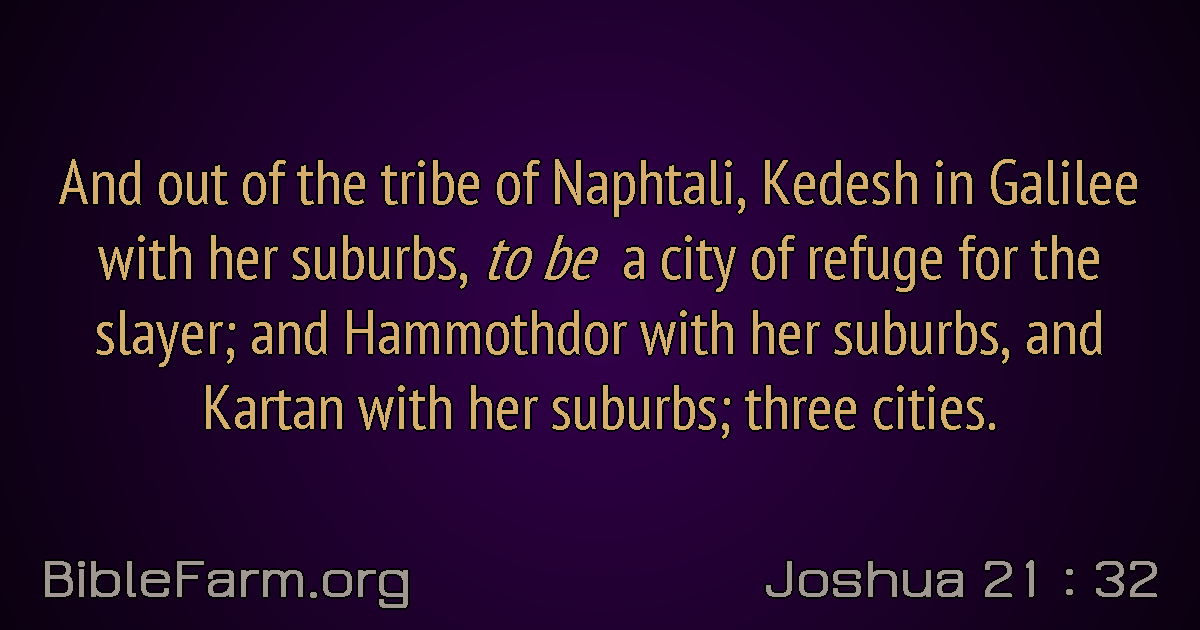 And out of the tribe of Naphtali, Kedesh in Galilee
with her suburbs, to be a city of refuge for the
slayer; and Hammothdor with her suburbs, and
Kartan with her suburbs; three cities.
BibleFarm.org
Joshua 21 : 32